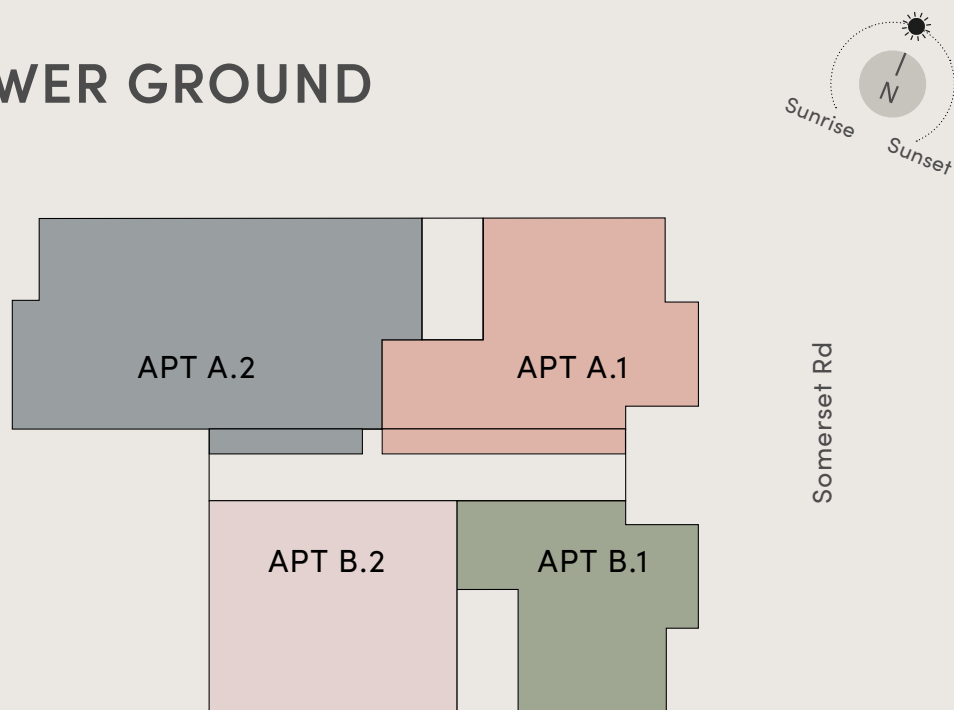 WER GROUND
N
Sunrise
Sunset
APT A.2
APT A.1
Somerset Rd
APT B.2
APT B.1